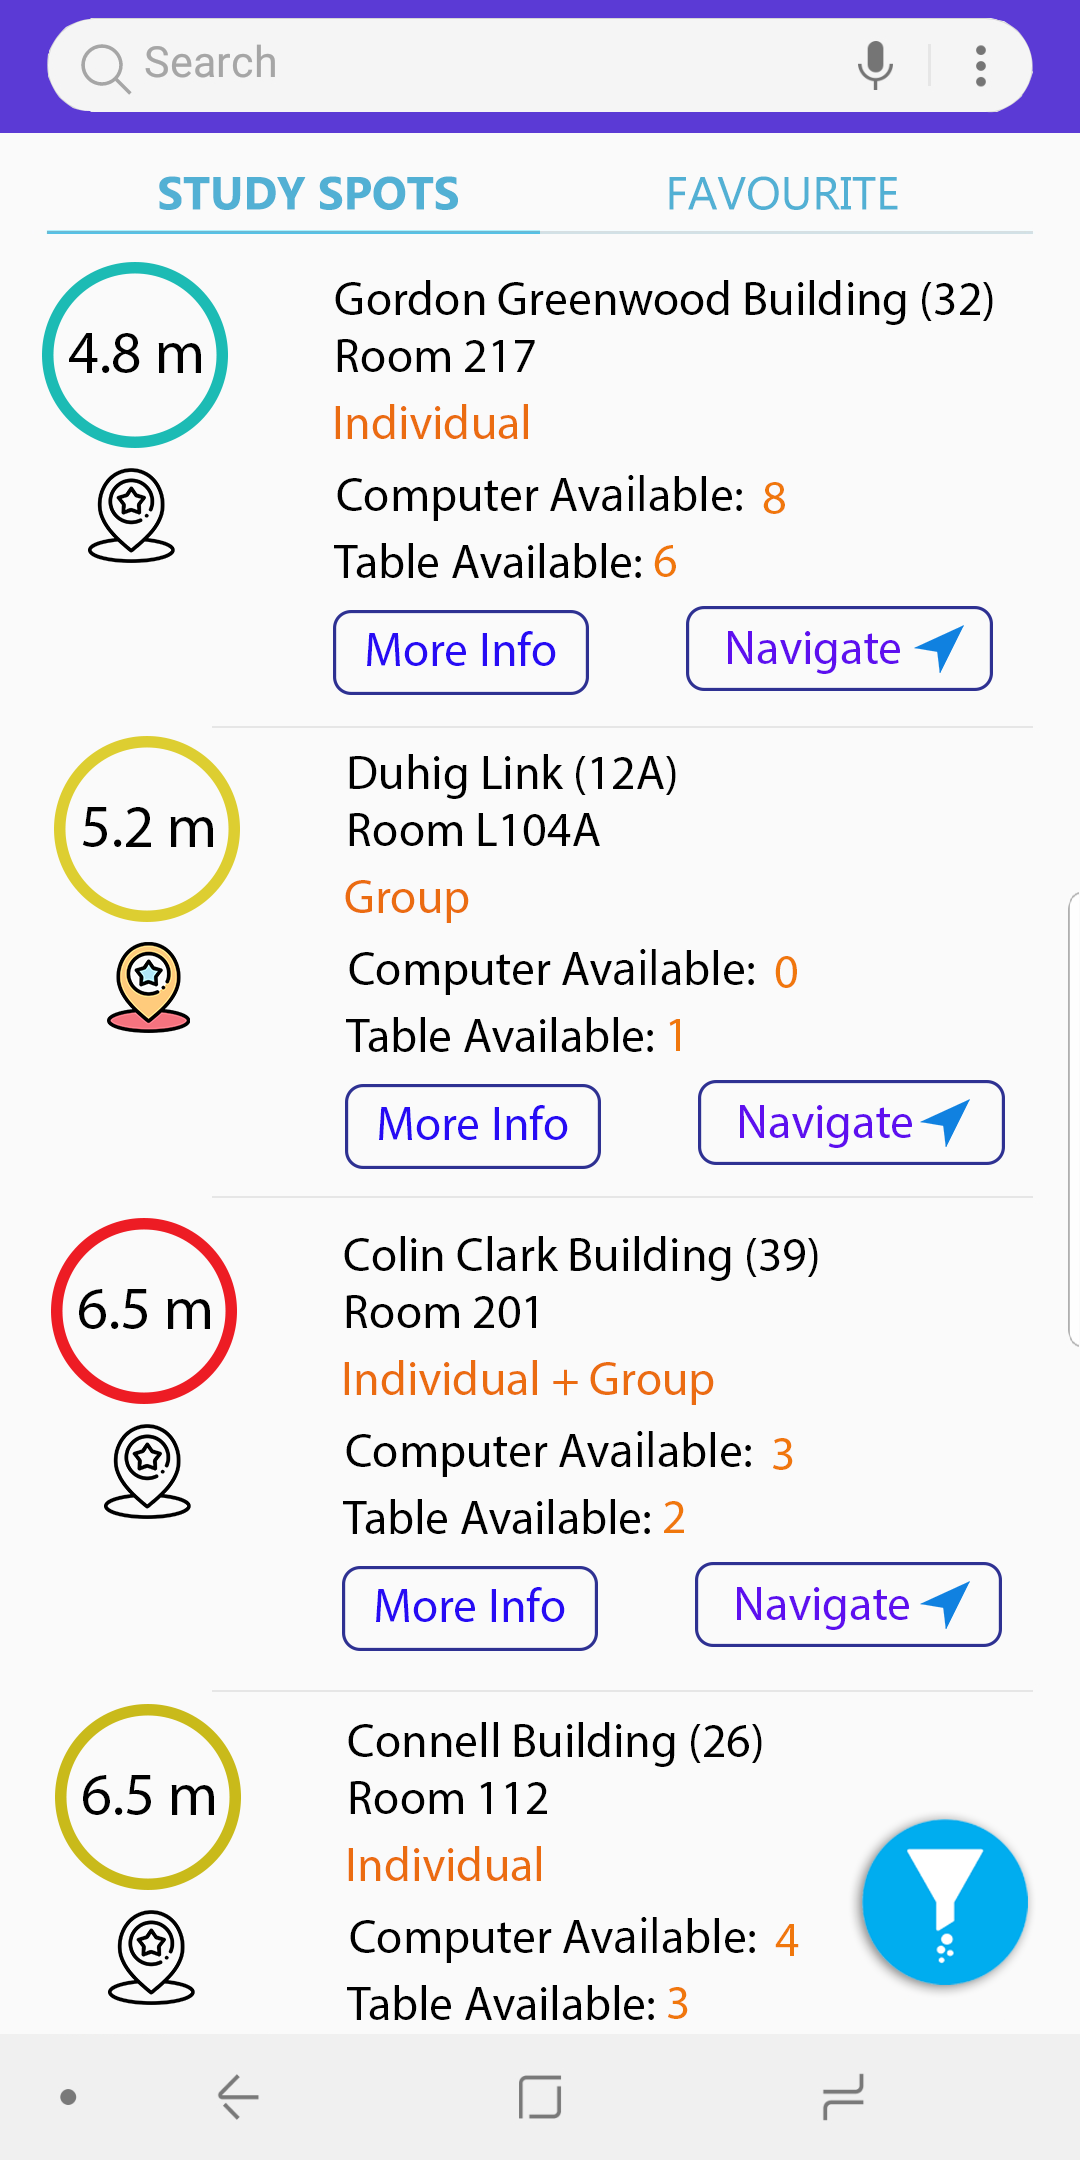 Search
STUDY SPOTS FAVOURITE
4.8 m
Gordon Greenwood Building (32)
Room 217
Individual
Computer Available: 8
Table Available: 6
More Info Navigate
5.2 m
Duhig Link (12A)
Room L104A
Group
Computer Available: 0
Table Available: 1
More Info Navigate
6.5 m
Colin Clark Building (39)
Room 201
Individual + Group
Computer Available: 3
Table Available: 2
More Info Navigate
6.5 m
Connell Building (26)
Room 112
Individual
Computer Available: 4
Table Available: 3